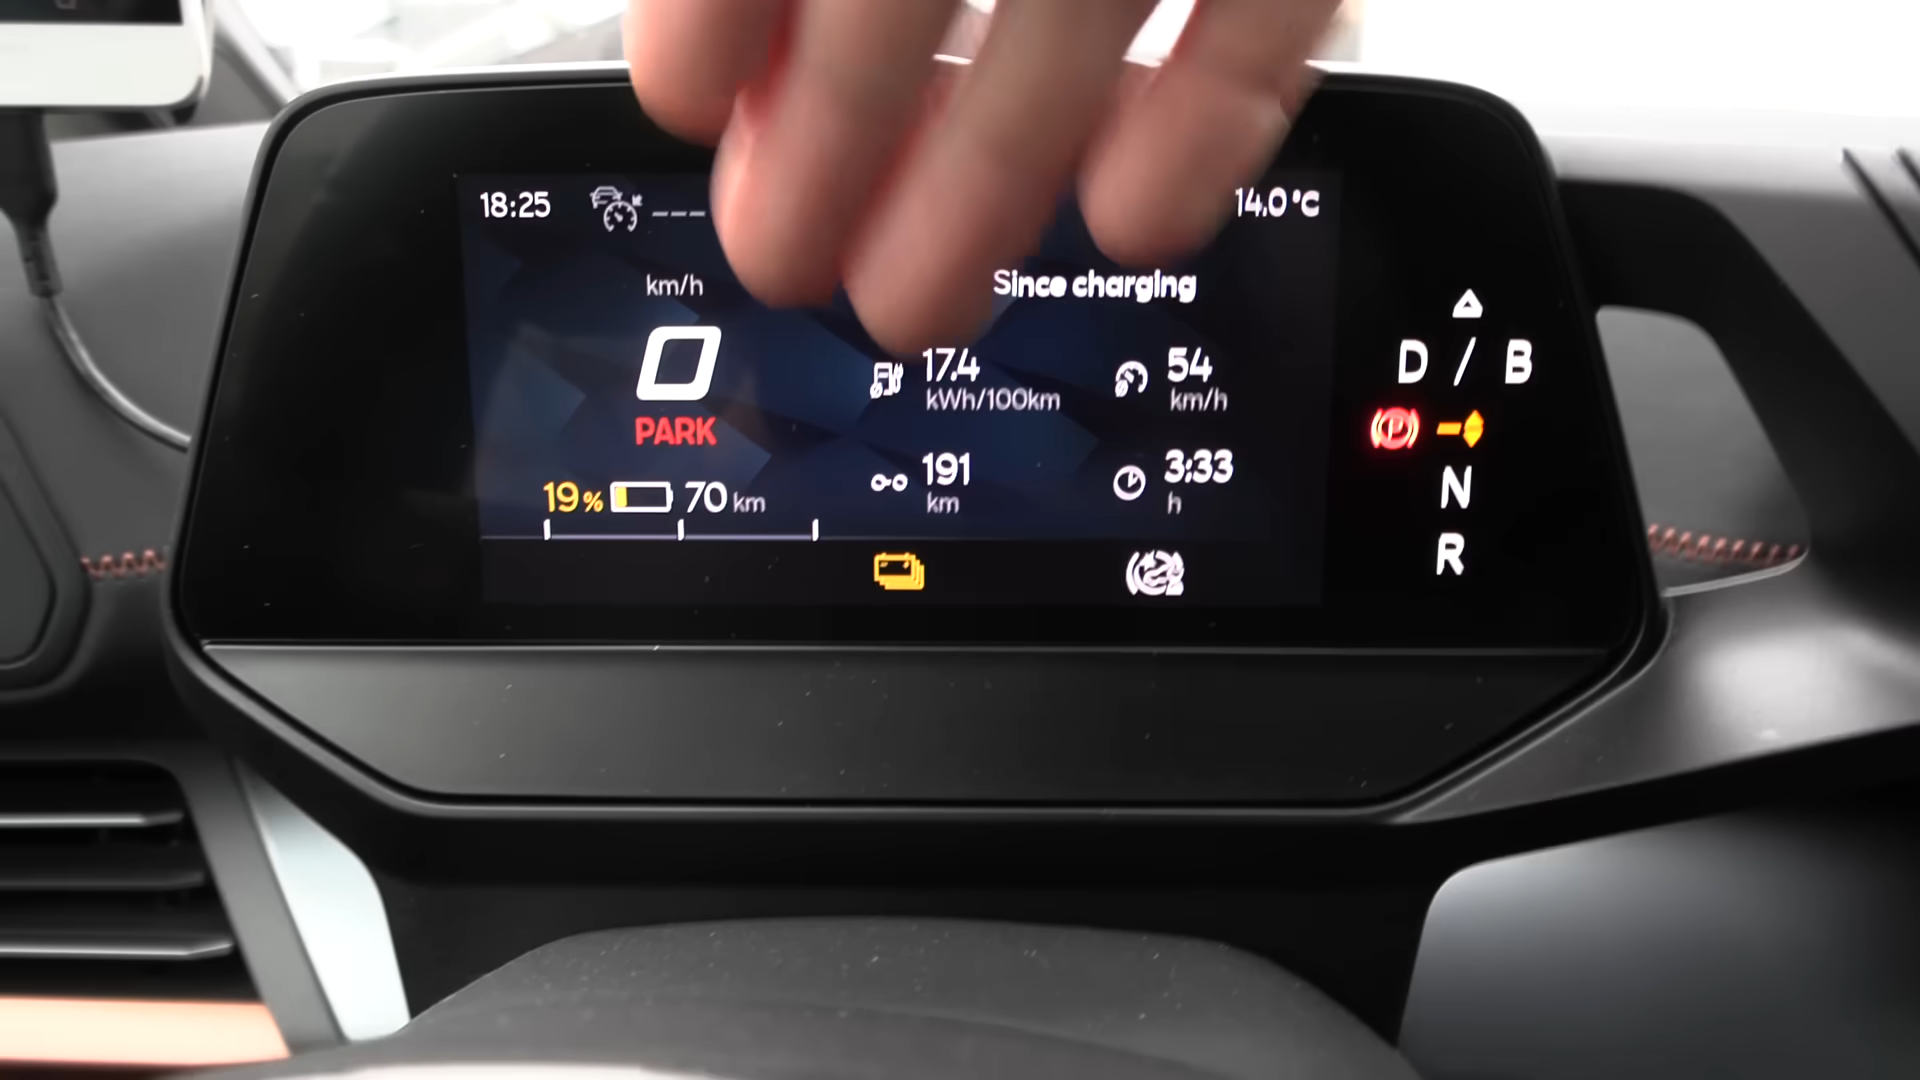 18:25 --- 14.0°C
km/h
0
PARK
19% 70 km
Since charging
17.4
kWh/100km
54
km/h
191
km
3:33
h
D / B
P
N
R